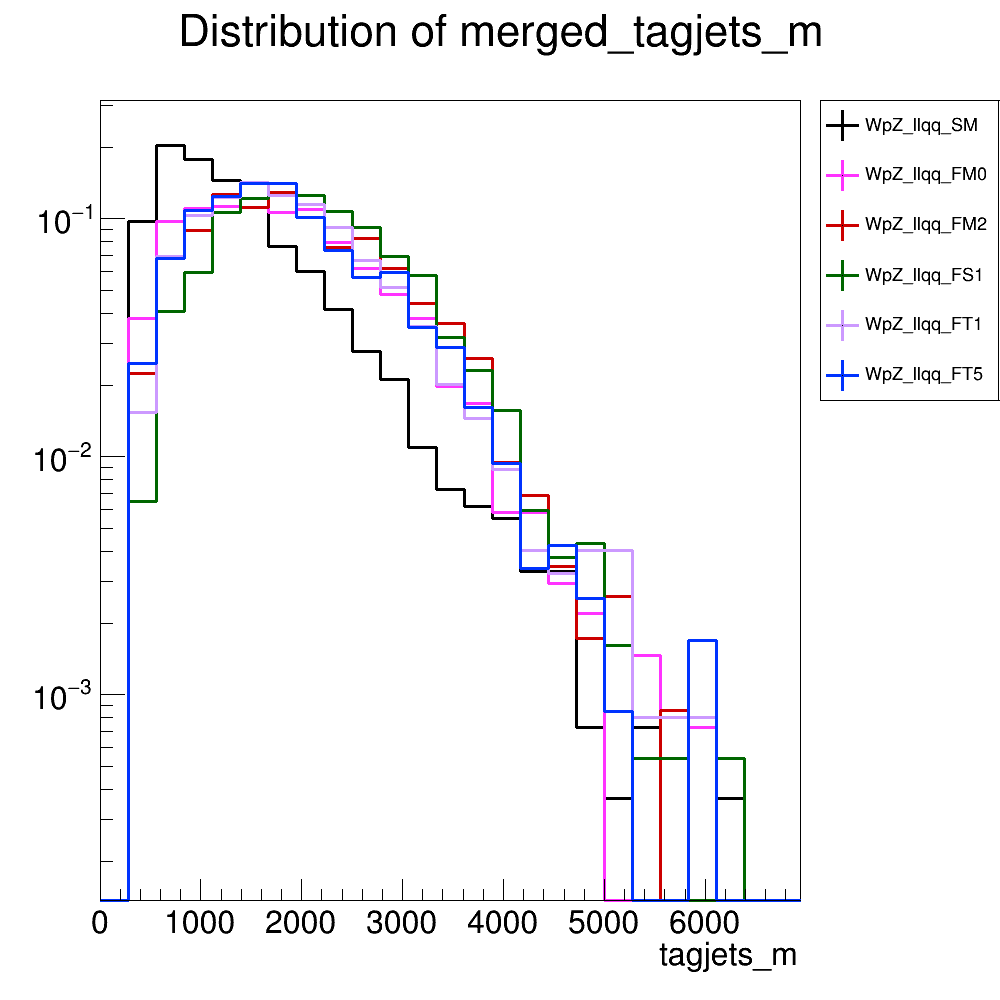 Distribution of merged_tagjets_m
WpZ_llqq_SM
WpZ_llqq_FM0
WpZ_llqq_FM2
WpZ_llqq_FS1
WpZ_llqq_FT1
WpZ_llqq_FT5
10⁻¹
10⁻²
10⁻³
0 1000 2000 3000 4000 5000 6000
tagjets_m